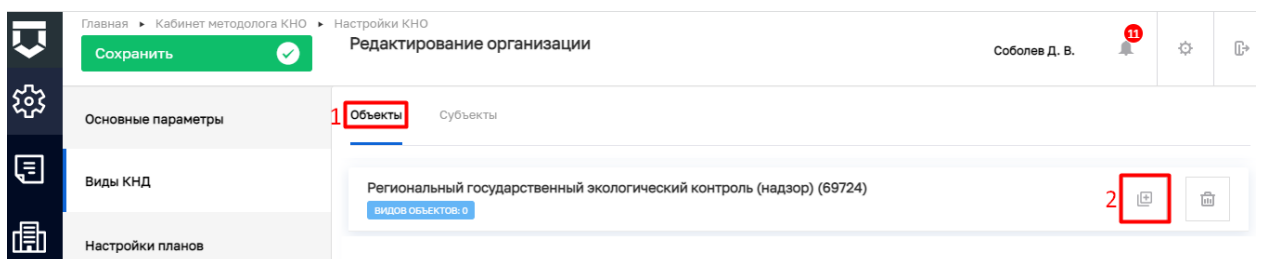 Главная ▸ Кабинет методолога КНО ▸ Настройки КНО
Сохранить
Редактирование организации
Соболев Д. В.
11
Основные параметры
1 Объекты Субъекты
Виды КНД
Региональный государственный экологический контроль (надзор) (69724)
ВИДОВ ОБЪЕКТОВ: 0
2
Настройки планов